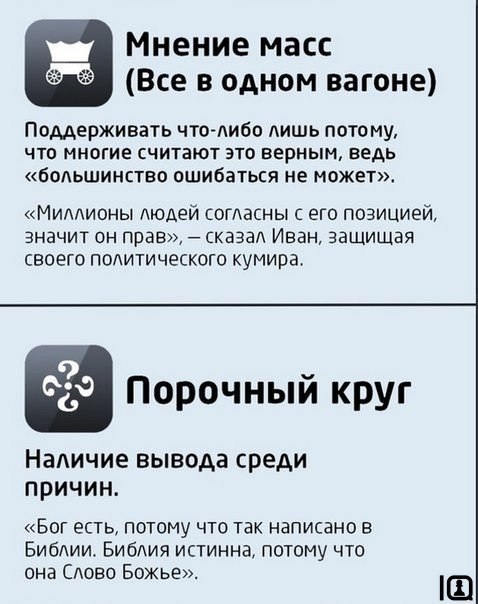 Мнение масс
(Все в одном вагоне)
Поддерживать что-либо лишь потому,
что многие считают это верным, ведь
«большинство ошибаться не может».
«Миллионы людей согласны с его позицией,
значит он прав», — сказал Иван, защищая
своего политического кумира.
Порочный круг
Наличие вывода среди
причин.
«Бог есть, потому что так написано в
Библии. Библия истинна, потому что
она Слово Божье».